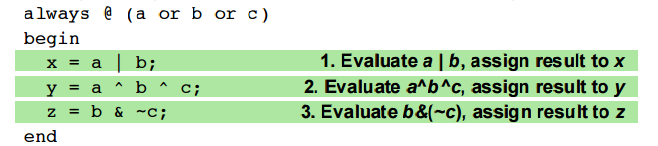 always @ (a or b or c)
begin
x = a | b; 1. Evaluate a | b, assign result to x
y = a ^ b ^ c; 2. Evaluate a^b^c, assign result to y
z = b & ~c; 3. Evaluate b&(~c), assign result to z
end